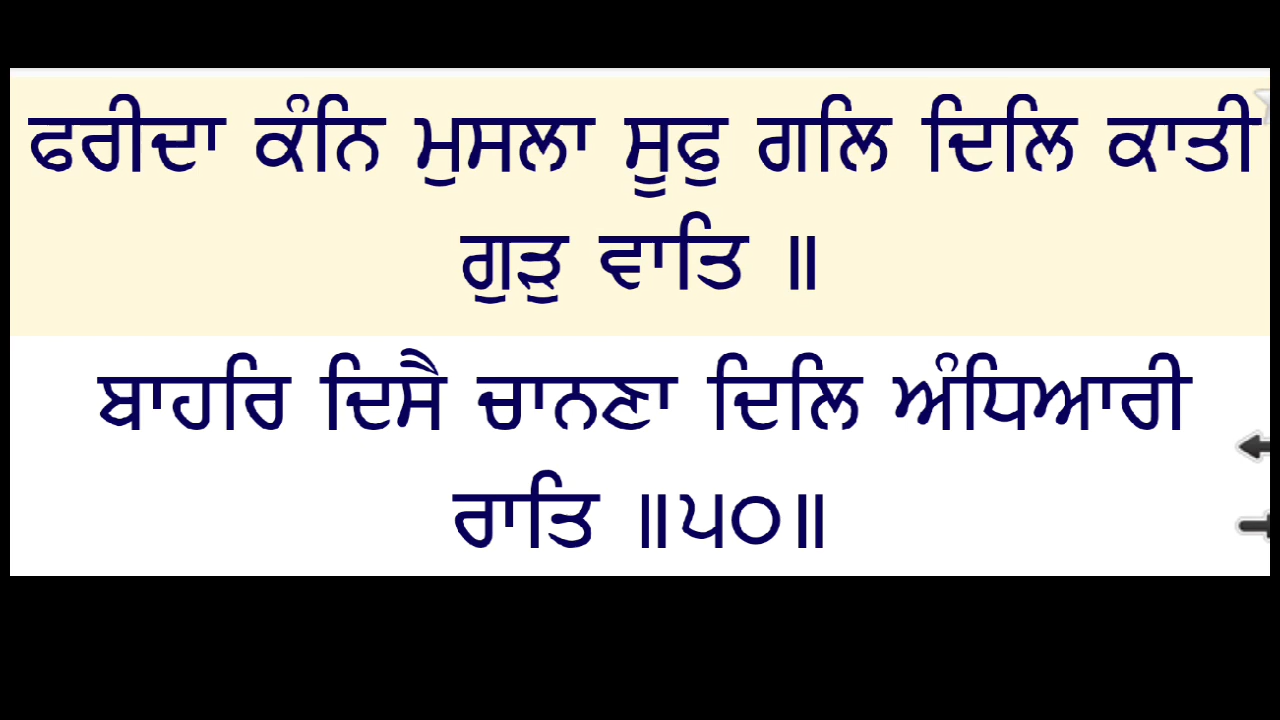 ਫਰੀਦਾ ਕੰਨਿ ਮੁਸਲਾ ਸੂਫੁ ਗਲਿ ਦਿਲਿ ਕਾਤੀ
ਗੁੜੁ ਵਾਤਿ ॥
ਬਾਹਰਿ ਦਿਸੈ ਚਾਨਣਾ ਦਿਲਿ ਅੰਧਿਆਰੀ
ਰਾਤਿ ॥੫੦॥